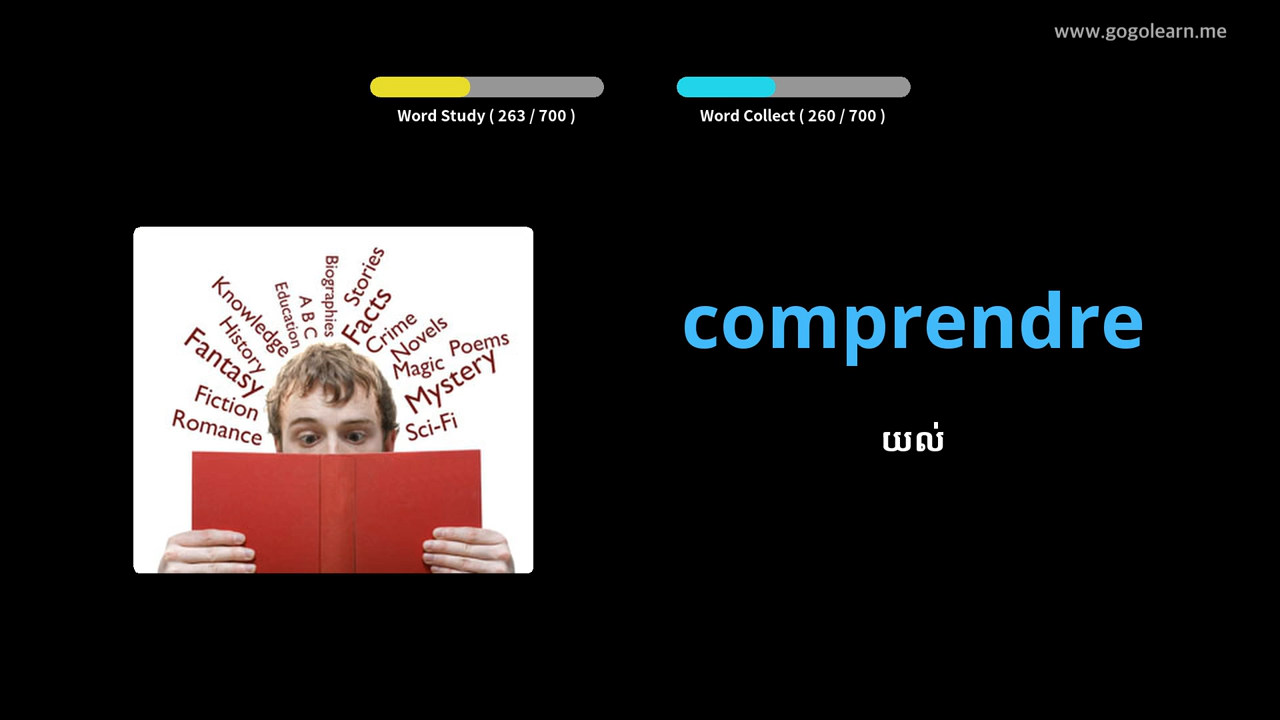 www.gogolearn.me
Word Study ( 263 / 700 )
Word Collect ( 260 / 700 )
Knowledge
Education
A B C
Biographies
Stories
Facts
History
Crime
Novels
Fantasy
Magic
Poems
Fiction
Mystery
Romance
Sci-Fi
comprendre
យល់